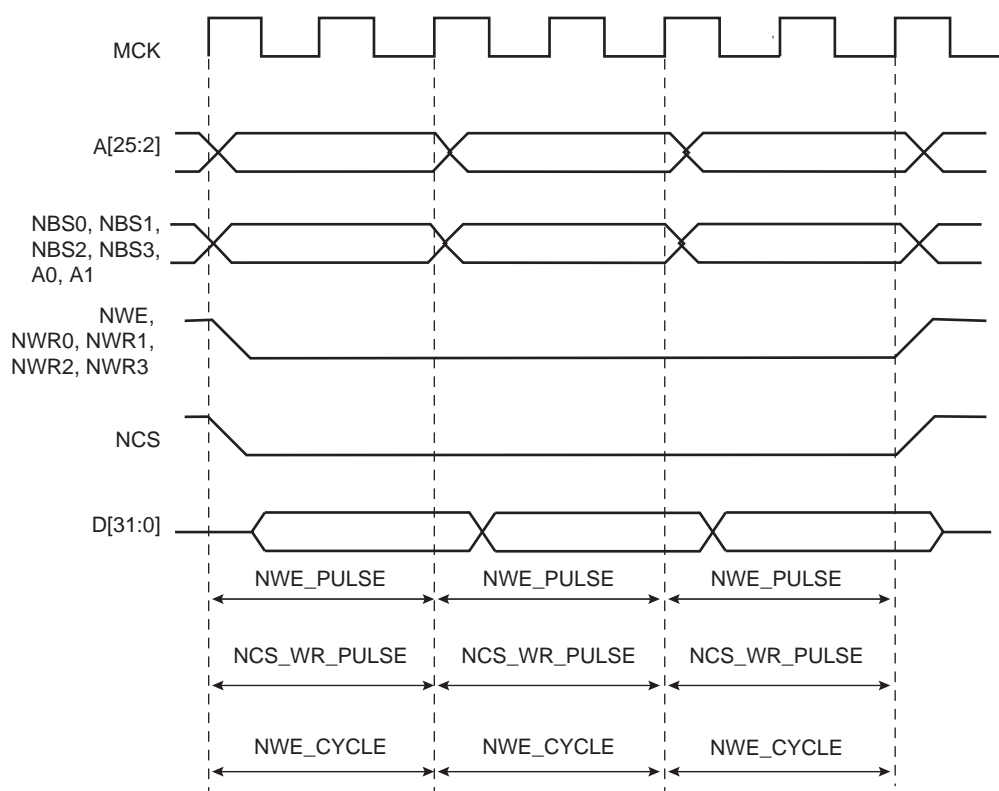 MCK
A[25:2]
NBS0, NBS1,
NBS2, NBS3,
A0, A1
NWE,
NWR0, NWR1,
NWR2, NWR3
NCS
D[31:0]
NWE_PULSE NWE_PULSE NWE_PULSE
NCS_WR_PULSE NCS_WR_PULSE NCS_WR_PULSE
NWE_CYCLE NWE_CYCLE NWE_CYCLE